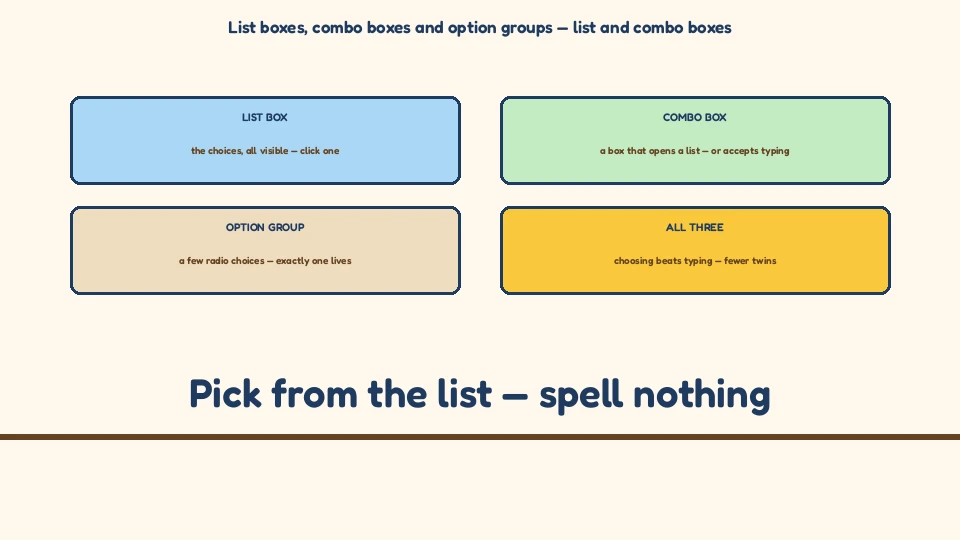 List boxes, combo boxes and option groups — list and combo boxes
LIST BOX
the choices, all visible — click one
COMBO BOX
a box that opens a list — or accepts typing
OPTION GROUP
a few radio choices — exactly one lives
ALL THREE
choosing beats typing — fewer twins
Pick from the list — spell nothing